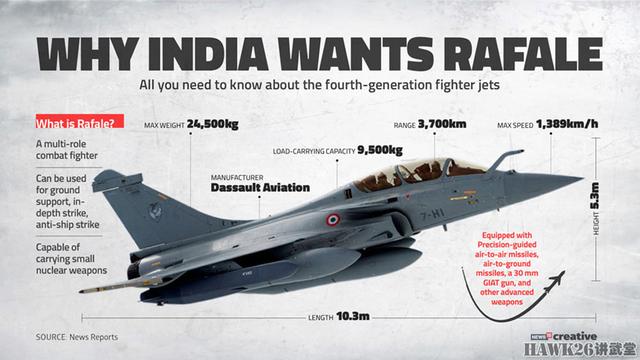 WHY INDIA WANTS RAFALE
All you need to know about the fourth-generation fighter jets
What is Rafale?
A multi-role
combat fighter
Can be used
for ground
support, in-
depth strike,
anti-ship strike
Capable of
carrying small
nuclear weapons
MAX WEIGHT 24,500kg
LOAD-CARRYING CAPACITY 9,500kg
RANGE 3,700km
MAX SPEED 1,389km/h
MANUFACTURER
Dassault Aviation
7-HI
HEIGHT 5.3m
Equipped with
Precision-guided
air-to-air missiles,
air-to-ground
missiles, a 30 mm
GIAT gun, and
other advanced
weapons
LENGTH 10.3m
SOURCE: News Reports
NEWS18 creative
HAWK26讲武堂